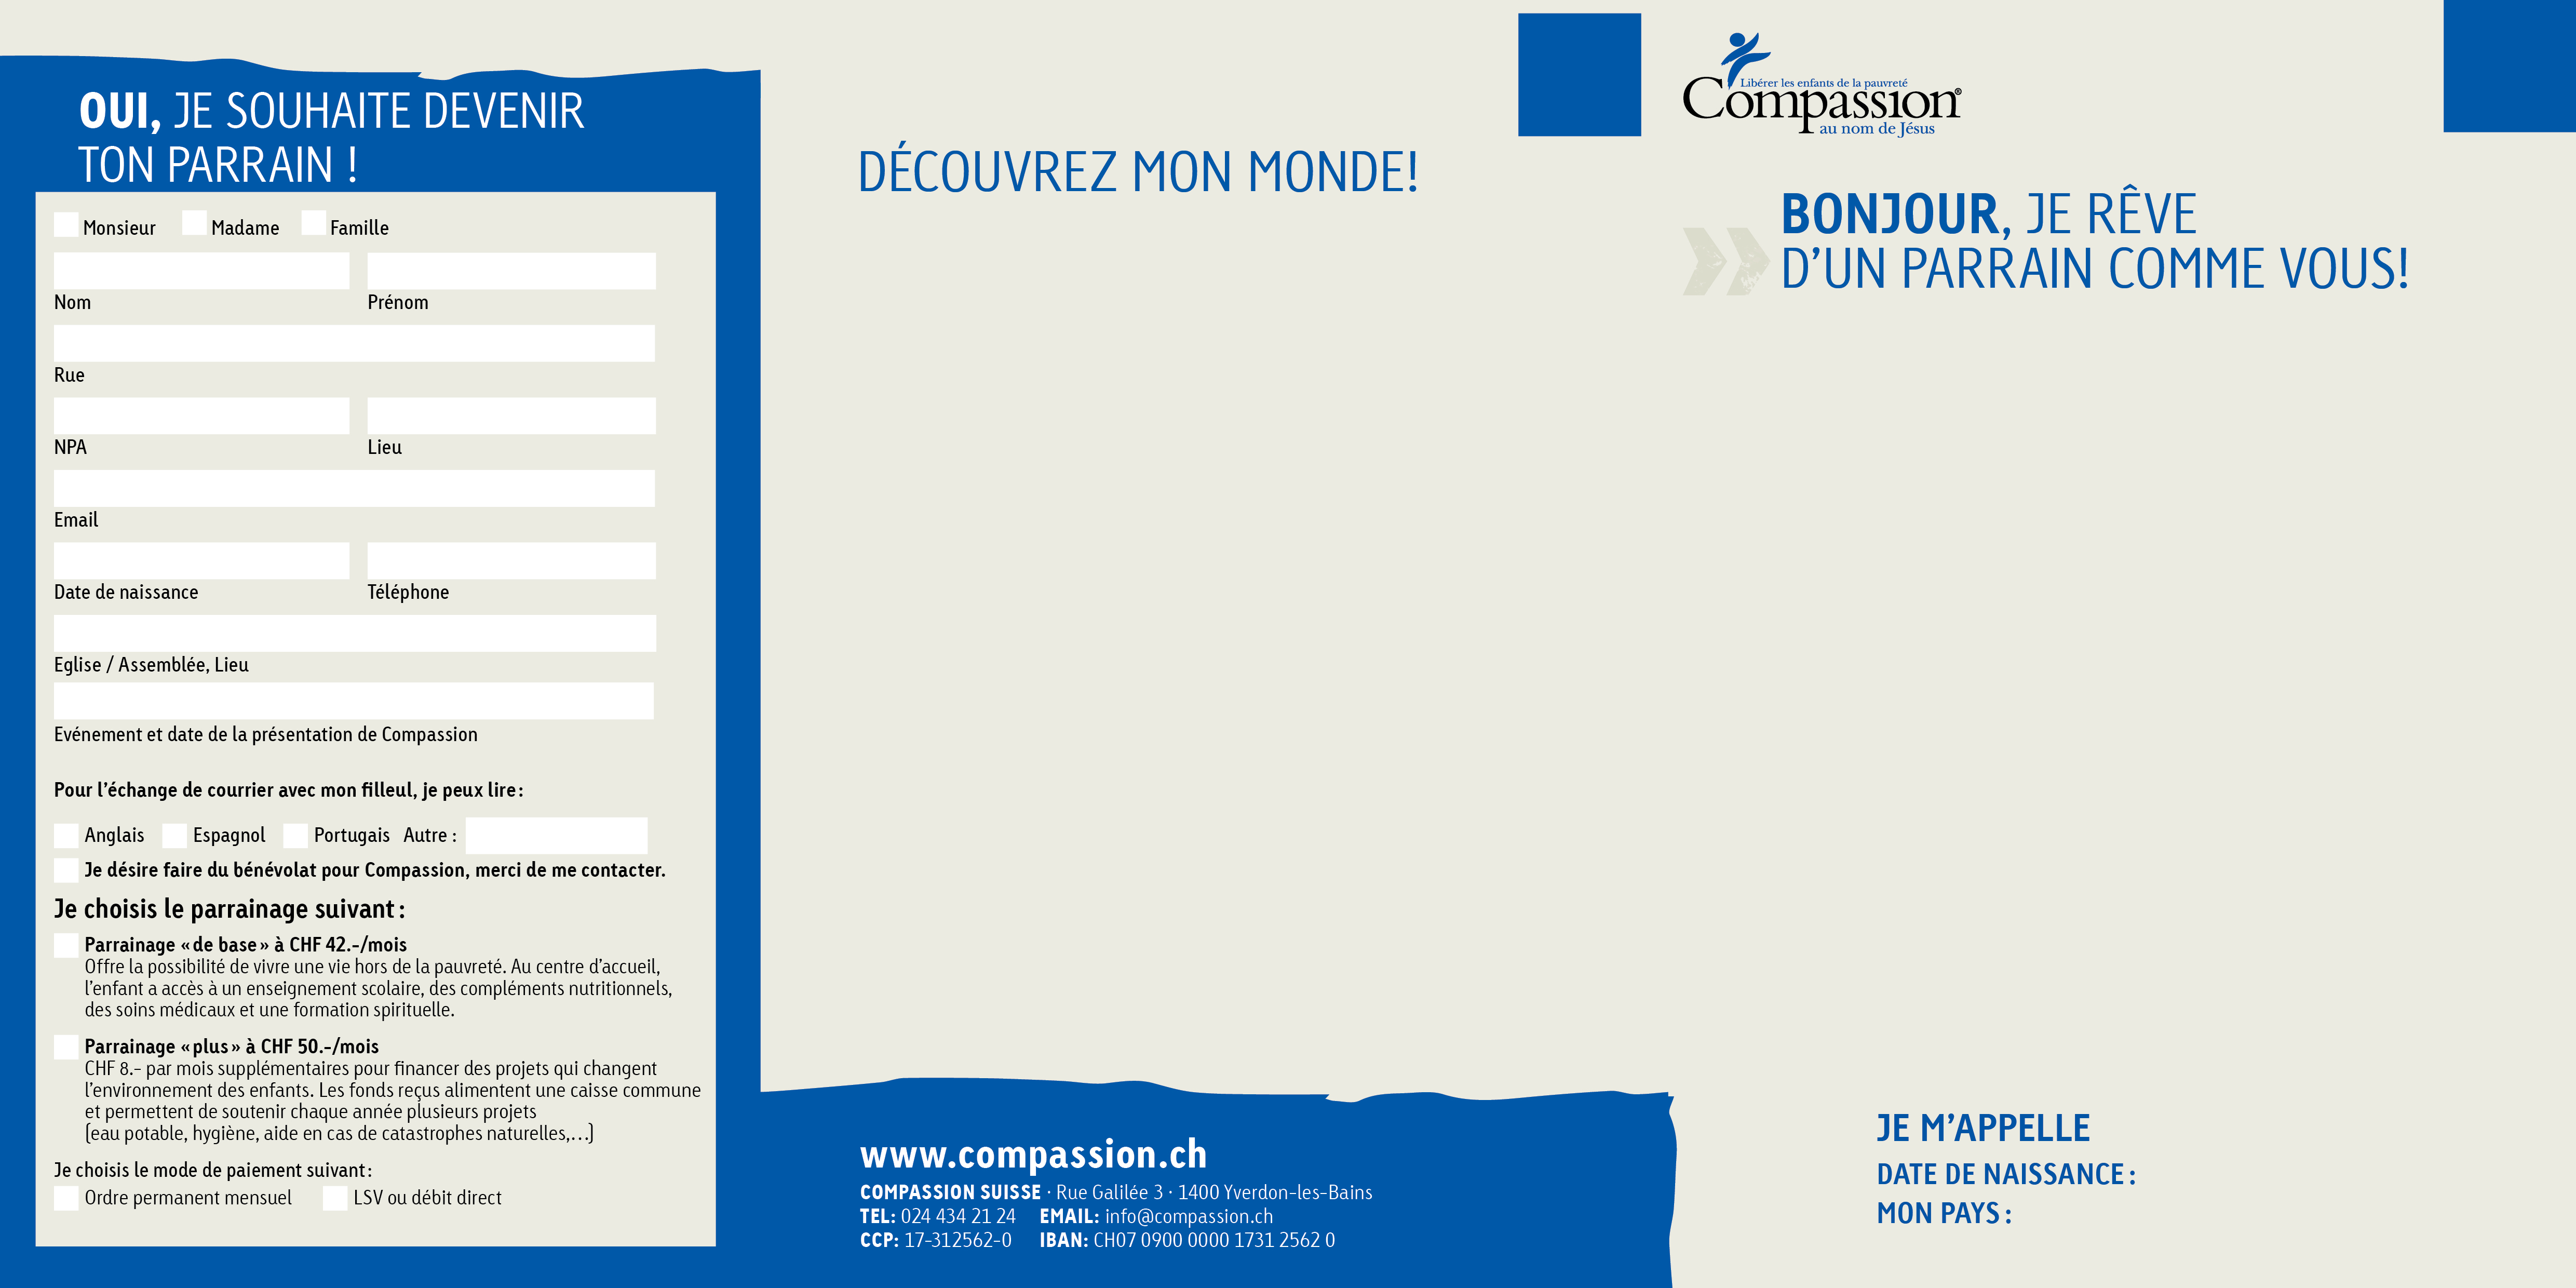 OUI, JE SOUHAITE DEVENIR
TON PARRAIN !
Monsieur Madame Famille
Nom Prénom
Rue
NPA Lieu
Email
Date de naissance Téléphone
Eglise / Assemblée, Lieu
Evénement et date de la présentation de Compassion
Pour l’échange de courrier avec mon filleul, je peux lire :
Anglais Espagnol Portugais Autre :
Je désire faire du bénévolat pour Compassion, merci de me contacter.
Je choisis le parrainage suivant :
Parrainage « de base » à CHF 42.-/mois
Offre la possibilité de vivre une vie hors de la pauvreté. Au centre d’accueil,
l’enfant a accès à un enseignement scolaire, des compléments nutritionnels,
des soins médicaux et une formation spirituelle.
Parrainage « plus » à CHF 50.-/mois
CHF 8.- par mois supplémentaires pour financer des projets qui changent
l’environnement des enfants. Les fonds reçus alimentent une caisse commune
et permettent de soutenir chaque année plusieurs projets
(eau potable, hygiène, aide en cas de catastrophes naturelles,…)
Je choisis le mode de paiement suivant :
Ordre permanent mensuel LSV ou débit direct
DÉCOUVREZ MON MONDE!
www.compassion.ch
COMPASSION SUISSE · Rue Galilée 3 · 1400 Yverdon-les-Bains
TEL: 024 434 21 24 EMAIL: info@compassion.ch
CCP: 17-312562-0 IBAN: CH07 0900 0000 1731 2562 0
Libérer les enfants de la pauvreté
Compassion®
au nom de Jésus
BONJOUR, JE RÊVE
D’UN PARRAIN COMME VOUS!
JE M’APPELLE
DATE DE NAISSANCE :
MON PAYS :